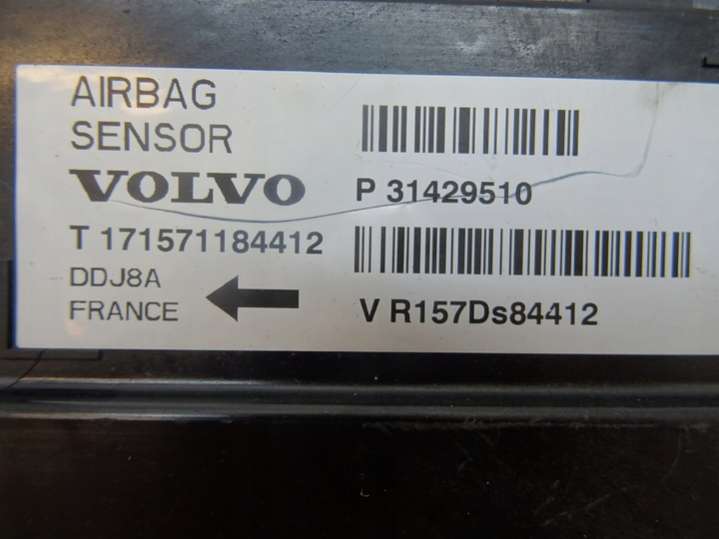 AIRBAG
SENSOR
VOLVO
P 31429510
T 171571184412
DDJ8A
FRANCE
V R157Ds84412